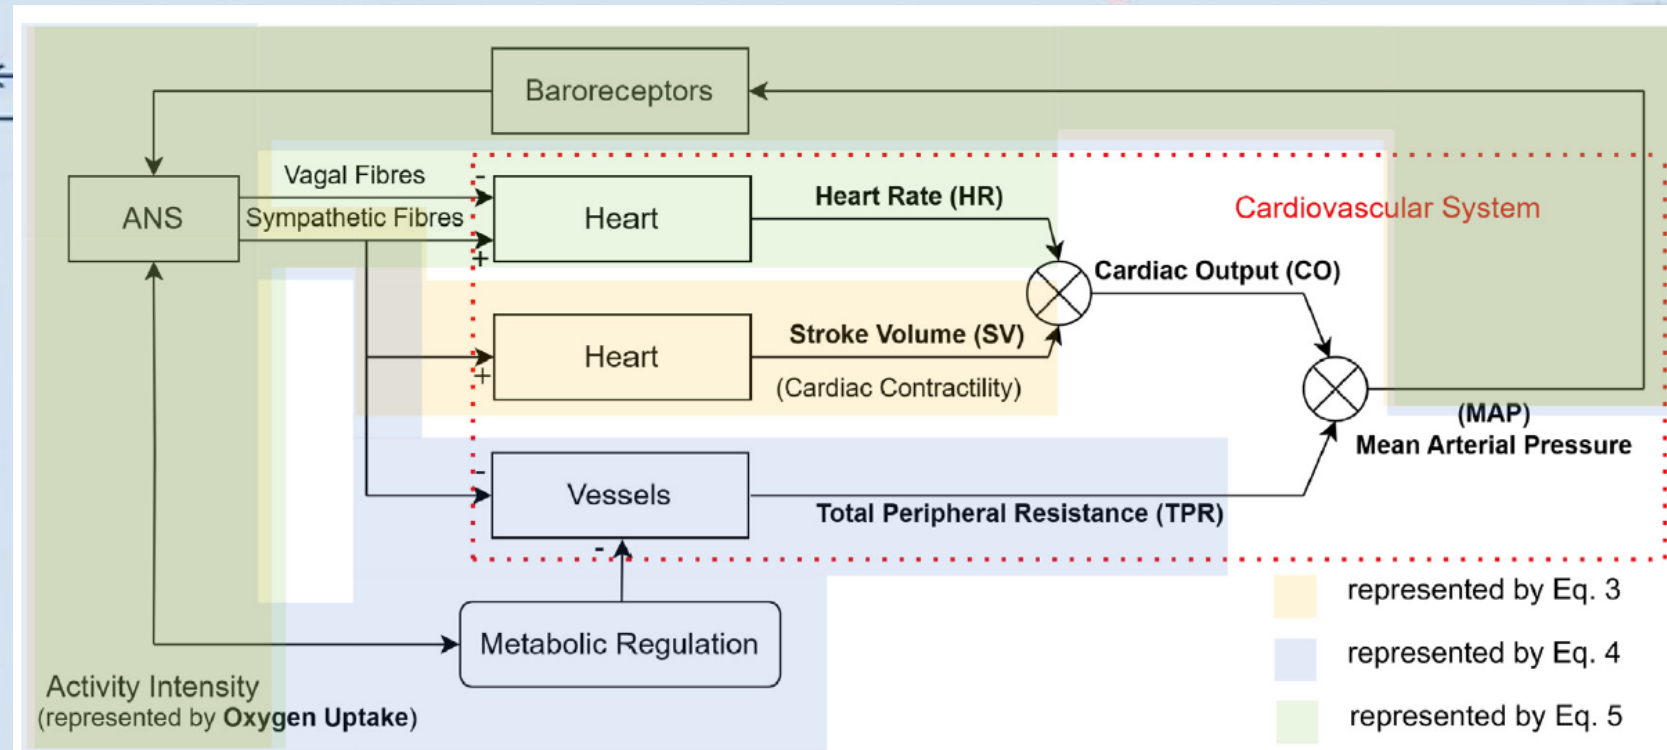 Baroreceptors
Vagal Fibres
-
ANS
Sympathetic Fibres
+
Heart
Heart Rate (HR)
Cardiovascular System
Cardiac Output (CO)
Heart
+
Stroke Volume (SV)
(Cardiac Contractility)
(MAP)
Mean Arterial Pressure
-
Vessels
Total Peripheral Resistance (TPR)
-
Metabolic Regulation
Activity Intensity
(represented by Oxygen Uptake)
represented by Eq. 3
represented by Eq. 4
represented by Eq. 5